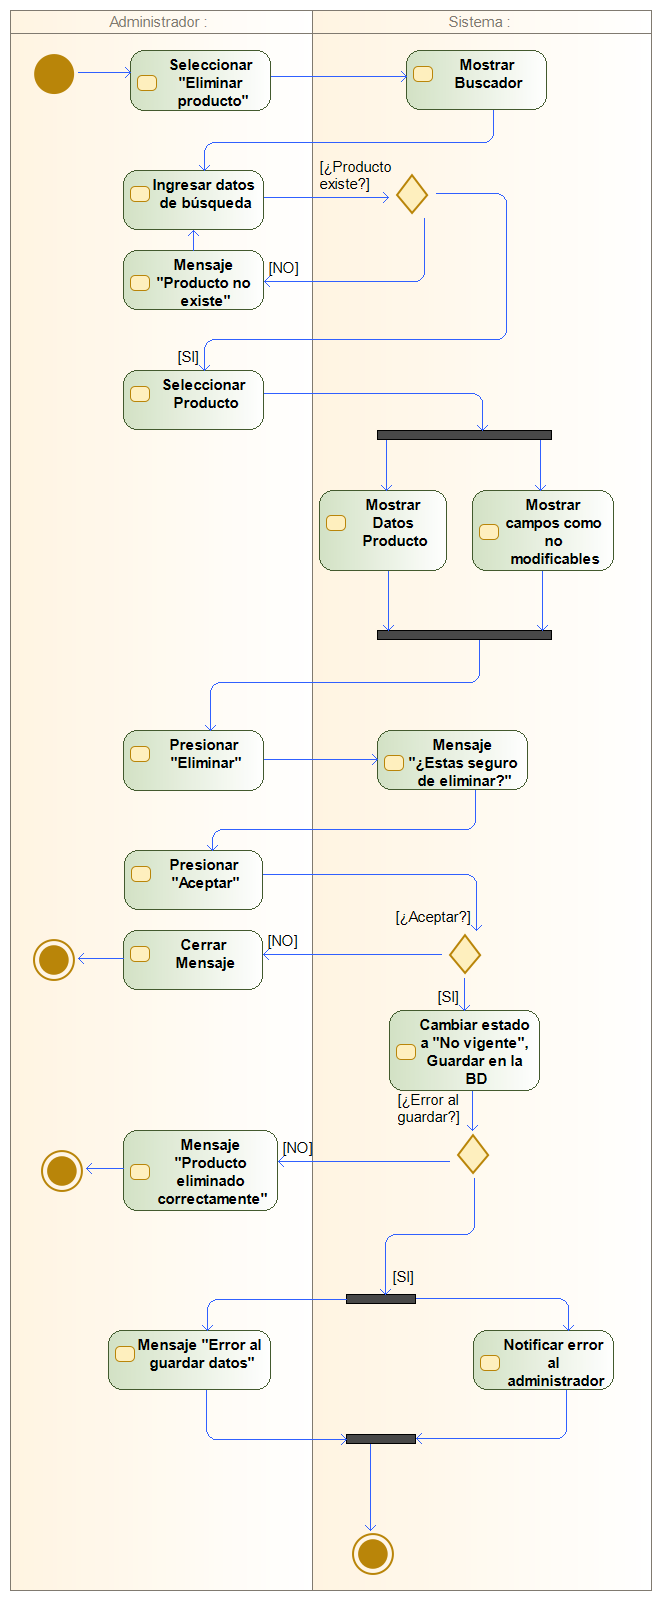 Administrador :
Sistema :
Seleccionar
"Eliminar
producto"
Mostrar
Buscador
[¿Producto
existe?]
Ingresar datos
de búsqueda
Mensaje
"Producto no
existe"
[NO]
[SI]
Seleccionar
Producto
Mostrar
Datos
Producto
Mostrar
campos como
no
modificables
Presionar
"Eliminar"
Mensaje
"¿Estas seguro
de eliminar?"
Presionar
"Aceptar"
[¿Aceptar?]
Cerrar
Mensaje
[NO]
[SI]
Cambiar estado
a "No vigente",
Guardar en la
BD
[¿Error al
guardar?]
Mensaje
"Producto
eliminado
correctamente"
[NO]
[SI]
Mensaje "Error al
guardar datos"
Notificar error
al
administrador